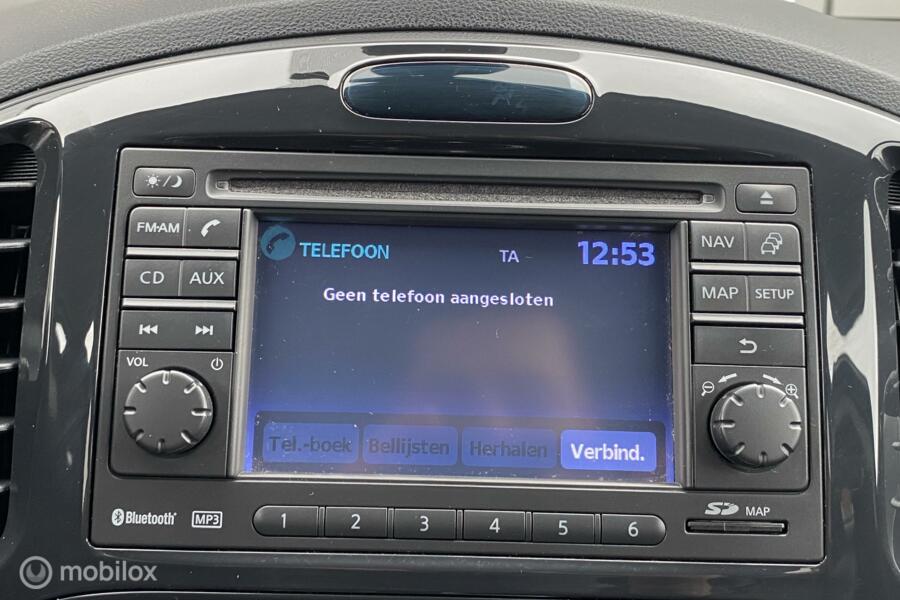 FM·AM
CD AUX
VOL
TELEFOON TA 12:53
Geen telefoon aangesloten
Tel.-boek Bellijsten Herhalen Verbind.
NAV
MAP SETUP
Bluetooth® MP3 1 2 3 4 5 6 SD MAP
mobilox